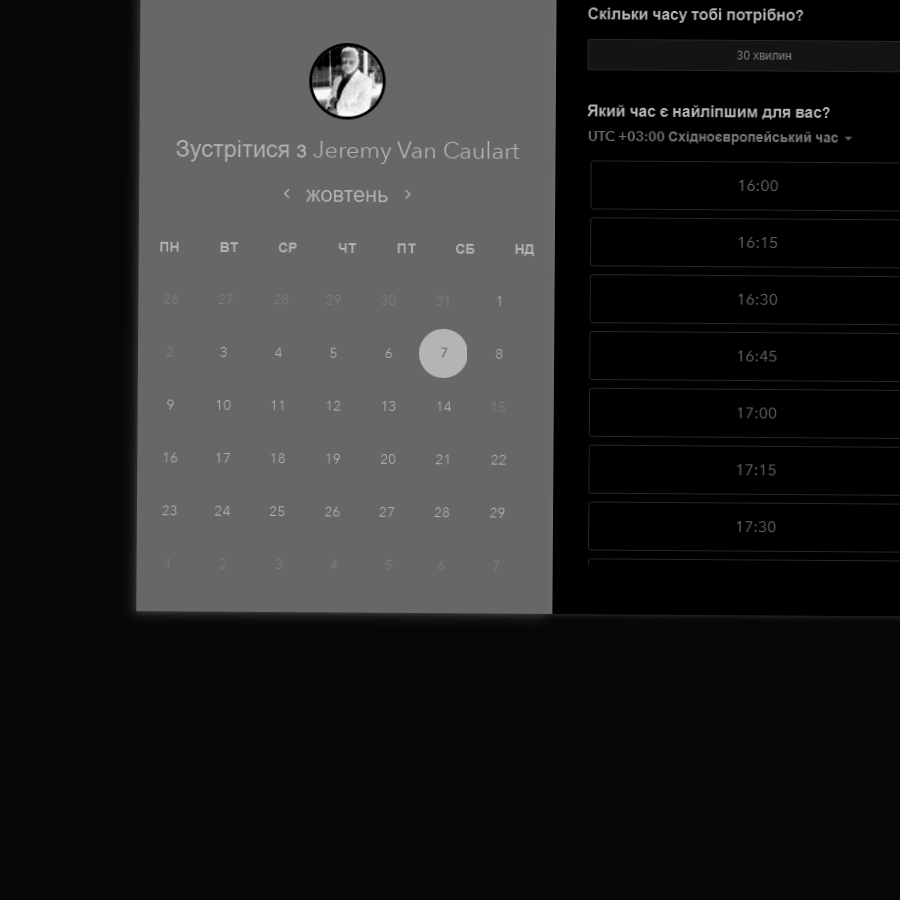 Зустрітися з Jeremy Van Caulart
жовтень
ПН ВТ СР ЧТ ПТ СБ НД
26 27 28 29 30 31 1
2 3 4 5 6 7 8
9 10 11 12 13 14 15
16 17 18 19 20 21 22
23 24 25 26 27 28 29
1 2 3 4 5 6 7
Скільки часу тобі потрібно?
30 хвилин
Який час є найліпшим для вас?
UTC +03:00 Східноєвропейський час
16:00
16:15
16:30
16:45
17:00
17:15
17:30